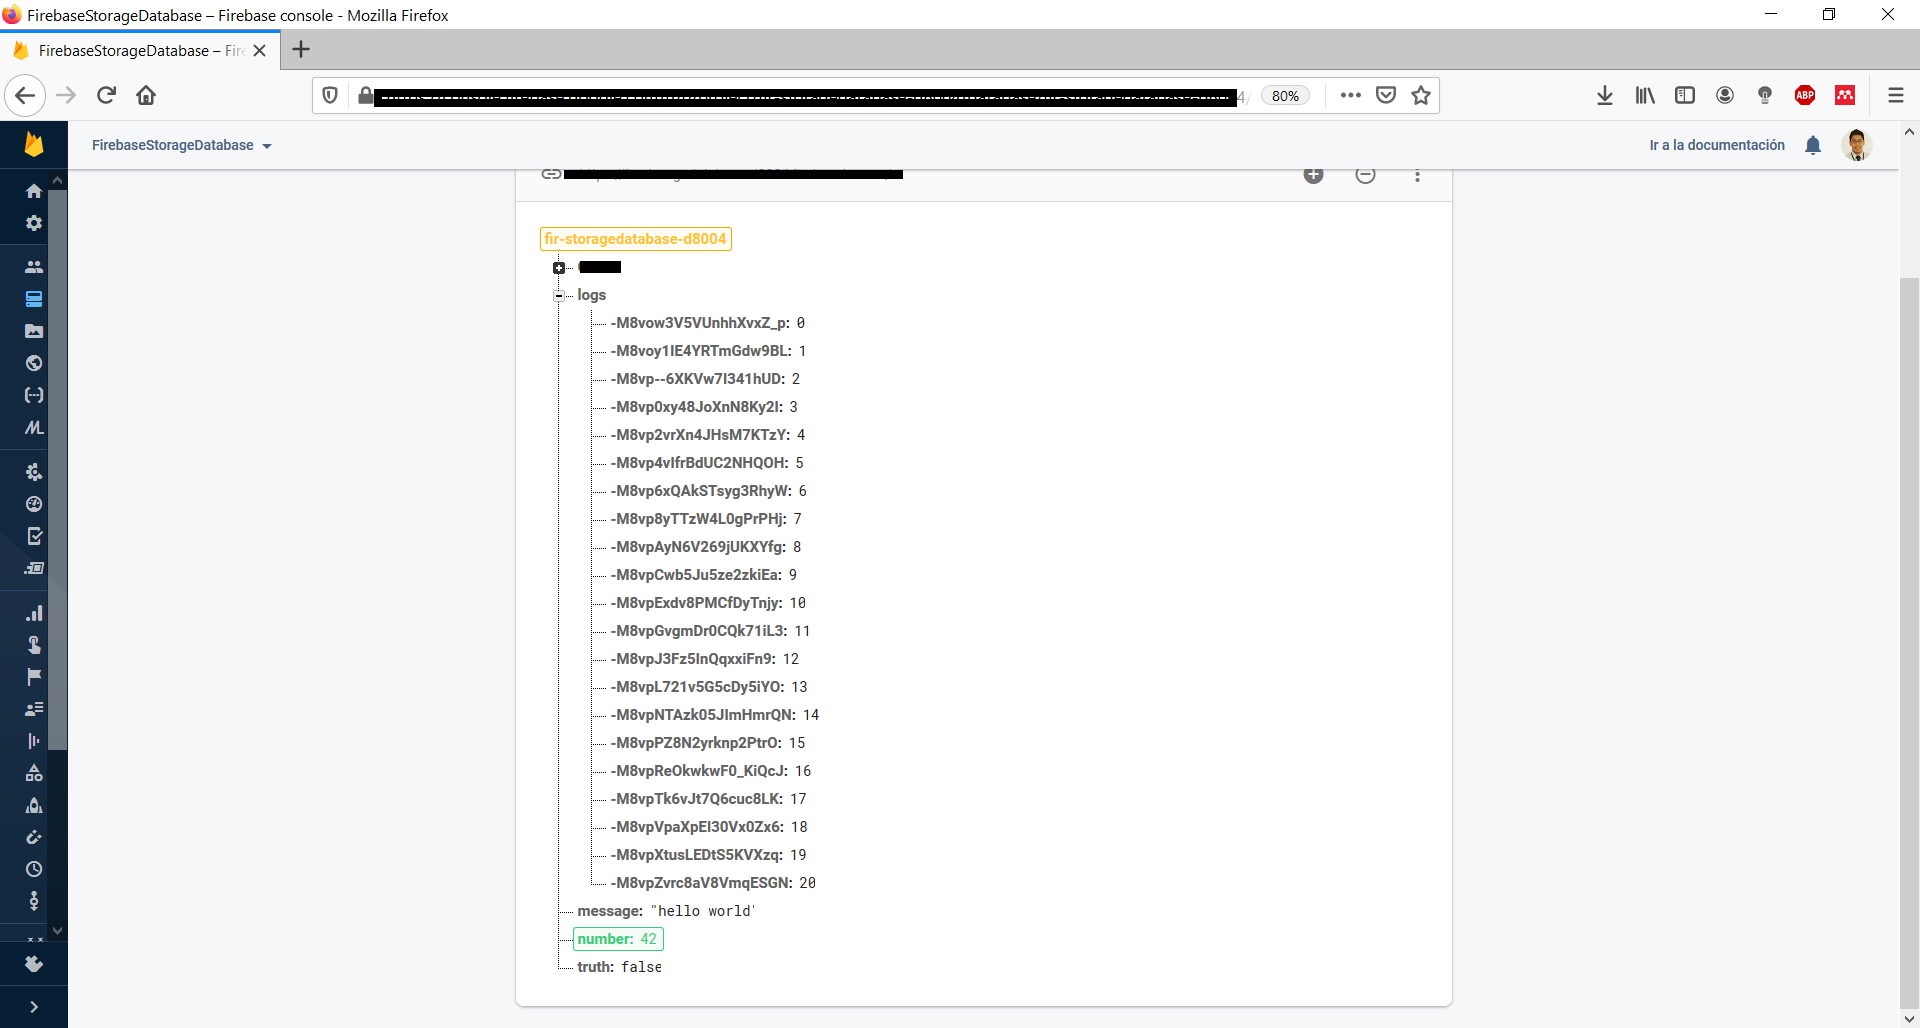 FirebaseStorageDatabase – Firebase console - Mozilla Firefox
FirebaseStorageDatabase – Fire
80%
ABP
FirebaseStorageDatabase
Ir a la documentación
fir-storagedatabase-d8004
logs
-M8vow3V5VUnhhXvxZ_p: 0
-M8voy1IE4YRTmGdw9BL: 1
-M8vp--6XKVw7I341hUD: 2
-M8vp0xy48JoXnN8Ky2I: 3
-M8vp2vrXn4JHsM7KTzY: 4
-M8vp4vIfrBdUC2NHQOH: 5
-M8vp6xQAkSTsyg3RhyW: 6
-M8vp8yTTzW4L0gPrPHj: 7
-M8vpAyN6V269jUKXYfg: 8
-M8vpCwb5Ju5ze2zkiEa: 9
-M8vpExdv8PMCfDyTnjy: 10
-M8vpGvgmDr0CQk71iL3: 11
-M8vpJ3Fz5InQqxxiFn9: 12
-M8vpL721v5G5cDy5iYO: 13
-M8vpNTAzk05JImHmrQN: 14
-M8vpPZ8N2yrknp2PtrO: 15
-M8vpReOkwkwF0_KiQcJ: 16
-M8vpTk6vJt7Q6cuc8LK: 17
-M8vpVpaXpEI30Vx0Zx6: 18
-M8vpXtusLEDtS5KVXzq: 19
-M8vpZvrc8aV8VmqESGN: 20
message: "hello world'
number: 42
truth: false